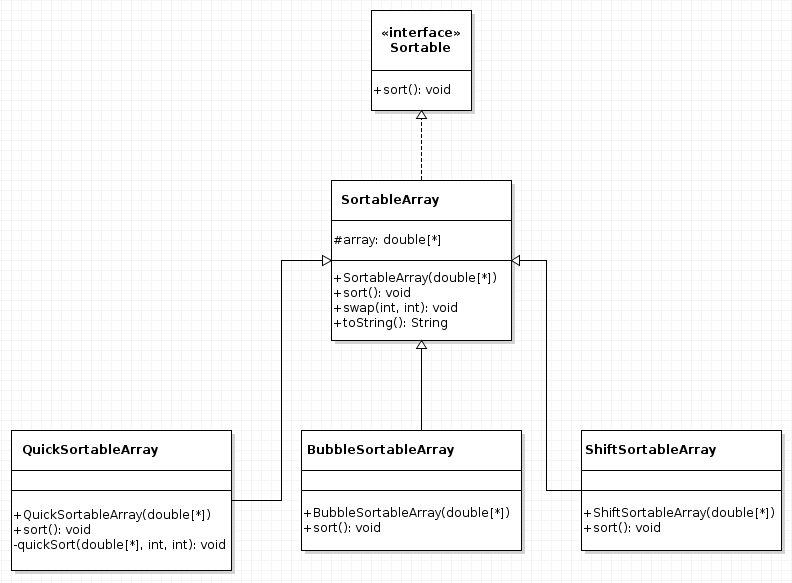 «interface»
Sortable
+sort(): void
SortableArray
#array: double[*]
+SortableArray(double[*])
+sort(): void
+swap(int, int): void
+toString(): String
QuickSortableArray
+QuickSortableArray(double[*])
+sort(): void
-quickSort(double[*], int, int): void
BubbleSortableArray
+BubbleSortableArray(double[*])
+sort(): void
ShiftSortableArray
+ShiftSortableArray(double[*])
+sort(): void